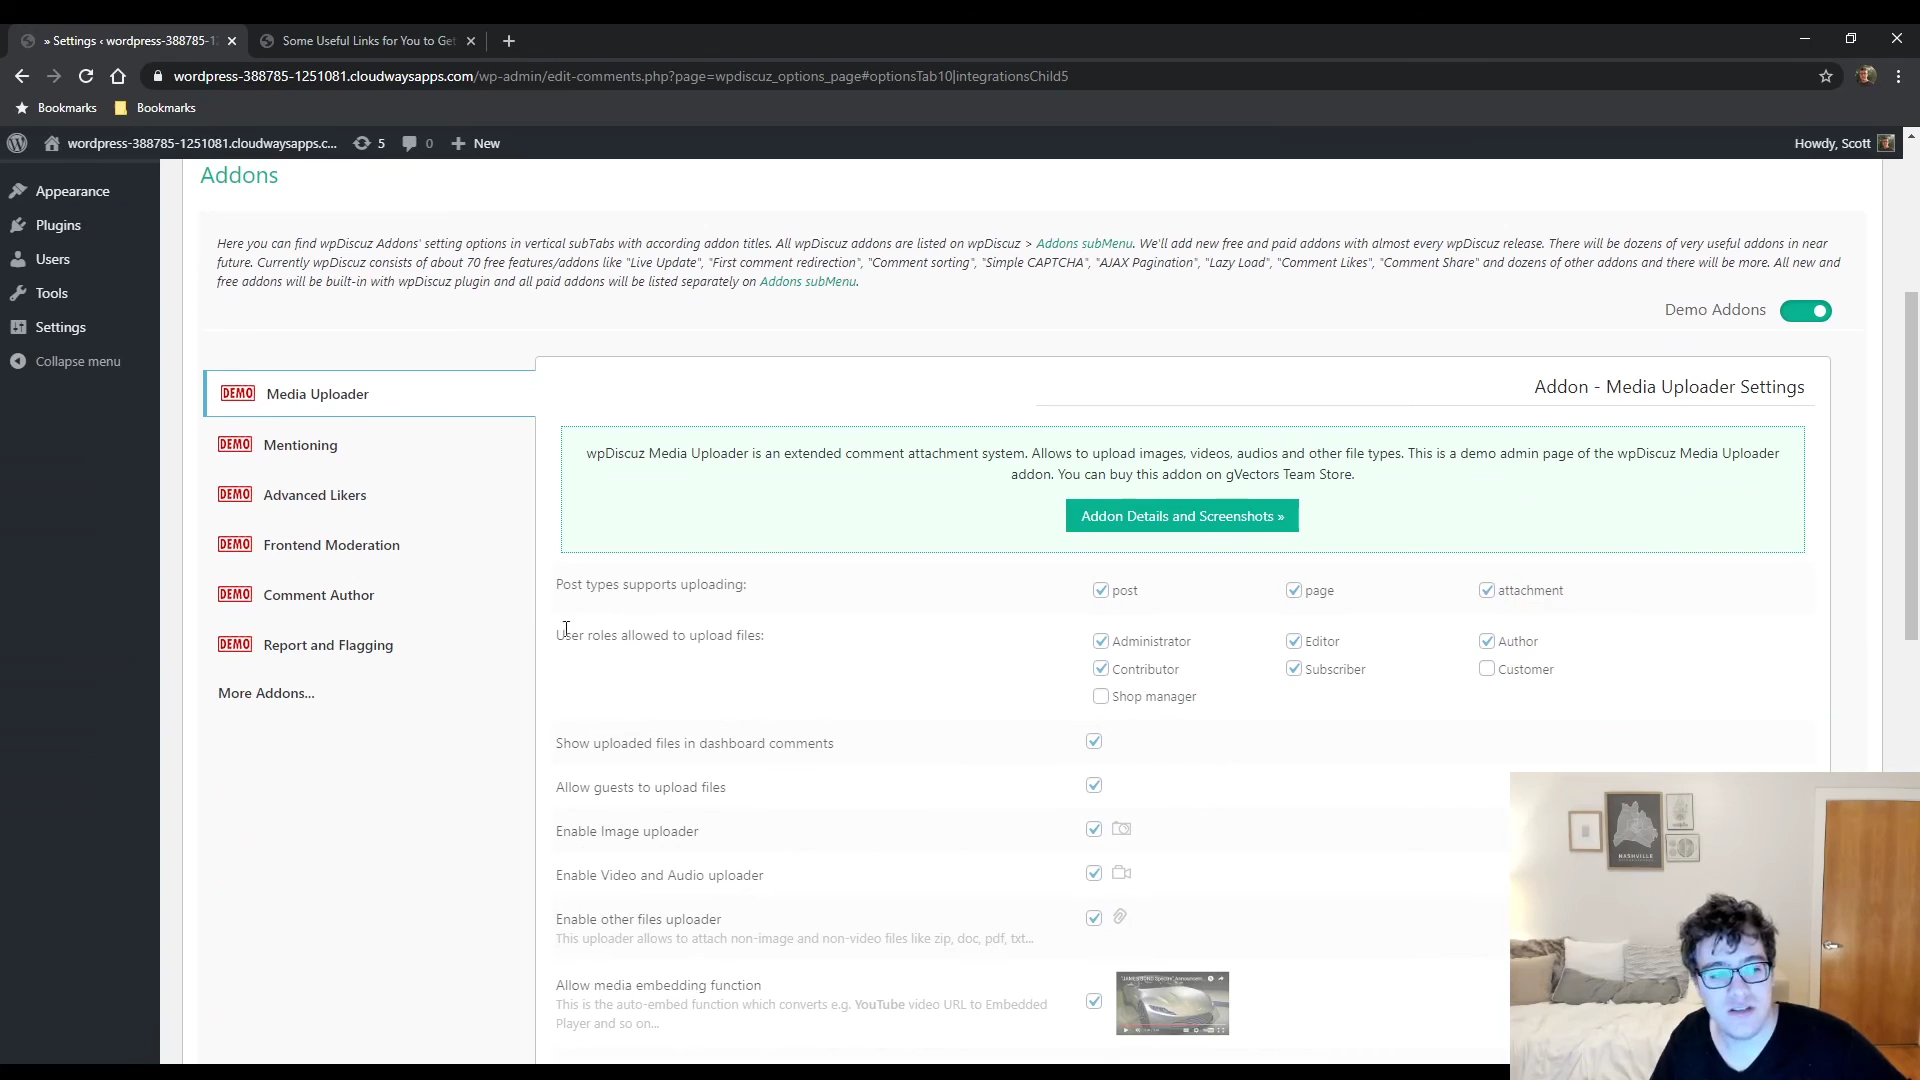 » Settings ‹ wordpress-388785-1
Some Useful Links for You to Get
wordpress-388785-1251081.cloudwaysapps.com/wp-admin/edit-comments.php?page=wpdiscuz_options_page#optionsTab10|integrationsChild5
Bookmarks
Bookmarks
wordpress-388785-1251081.cloudwaysapps.c...
5
0
New
Howdy, Scott
Appearance
Plugins
Users
Tools
Settings
Collapse menu
Addons
Here you can find wpDiscuz Addons' setting options in vertical subTabs with according addon titles. All wpDiscuz addons are listed on wpDiscuz > Addons subMenu. We'll add new free and paid addons with almost every wpDiscuz release. There will be dozens of very useful addons in near
future. Currently wpDiscuz consists of about 70 free features/addons like "Live Update", "First comment redirection", "Comment sorting", "Simple CAPTCHA", "AJAX Pagination", "Lazy Load", "Comment Likes", "Comment Share" and dozens of other addons and there will be more. All new and
free addons will be built-in with wpDiscuz plugin and all paid addons will be listed separately on Addons subMenu.
Demo Addons
DEMO Media Uploader
DEMO Mentioning
DEMO Advanced Likers
DEMO Frontend Moderation
DEMO Comment Author
DEMO Report and Flagging
More Addons...
Addon - Media Uploader Settings
wpDiscuz Media Uploader is an extended comment attachment system. Allows to upload images, videos, audios and other file types. This is a demo admin page of the wpDiscuz Media Uploader
addon. You can buy this addon on gVectors Team Store.
Addon Details and Screenshots »
Post types supports uploading:
post
page
attachment
User roles allowed to upload files:
Administrator
Editor
Author
Contributor
Subscriber
Customer
Shop manager
Show uploaded files in dashboard comments
Allow guests to upload files
Enable Image uploader
Enable Video and Audio uploader
Enable other files uploader
This uploader allows to attach non-image and non-video files like zip, doc, pdf, txt...
Allow media embedding function
This is the auto-embed function which converts e.g. YouTube video URL to Embedded
Player and so on...
NASHVILLE